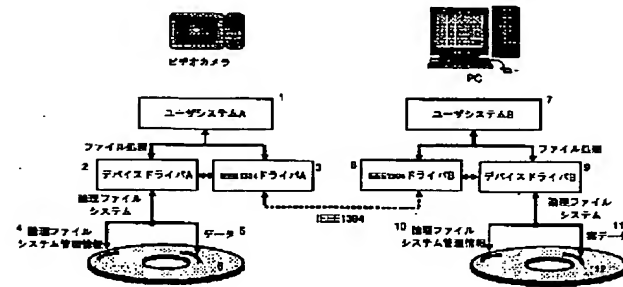 ビデオカメラ
PC
1
ユーザシステムA
7
ユーザシステムB
ファイル処理
ファイル処理
2
デバイスドライバA
3
IEEE1394ドライバA
8
IEEE1394ドライバB
9
デバイスドライバB
論理ファイル
システム
IEEE1394
論理ファイル
システム
4 論理ファイル
システム管理情報
データ 5
10 論理ファイル
システム管理情報
実データ 11
6
12